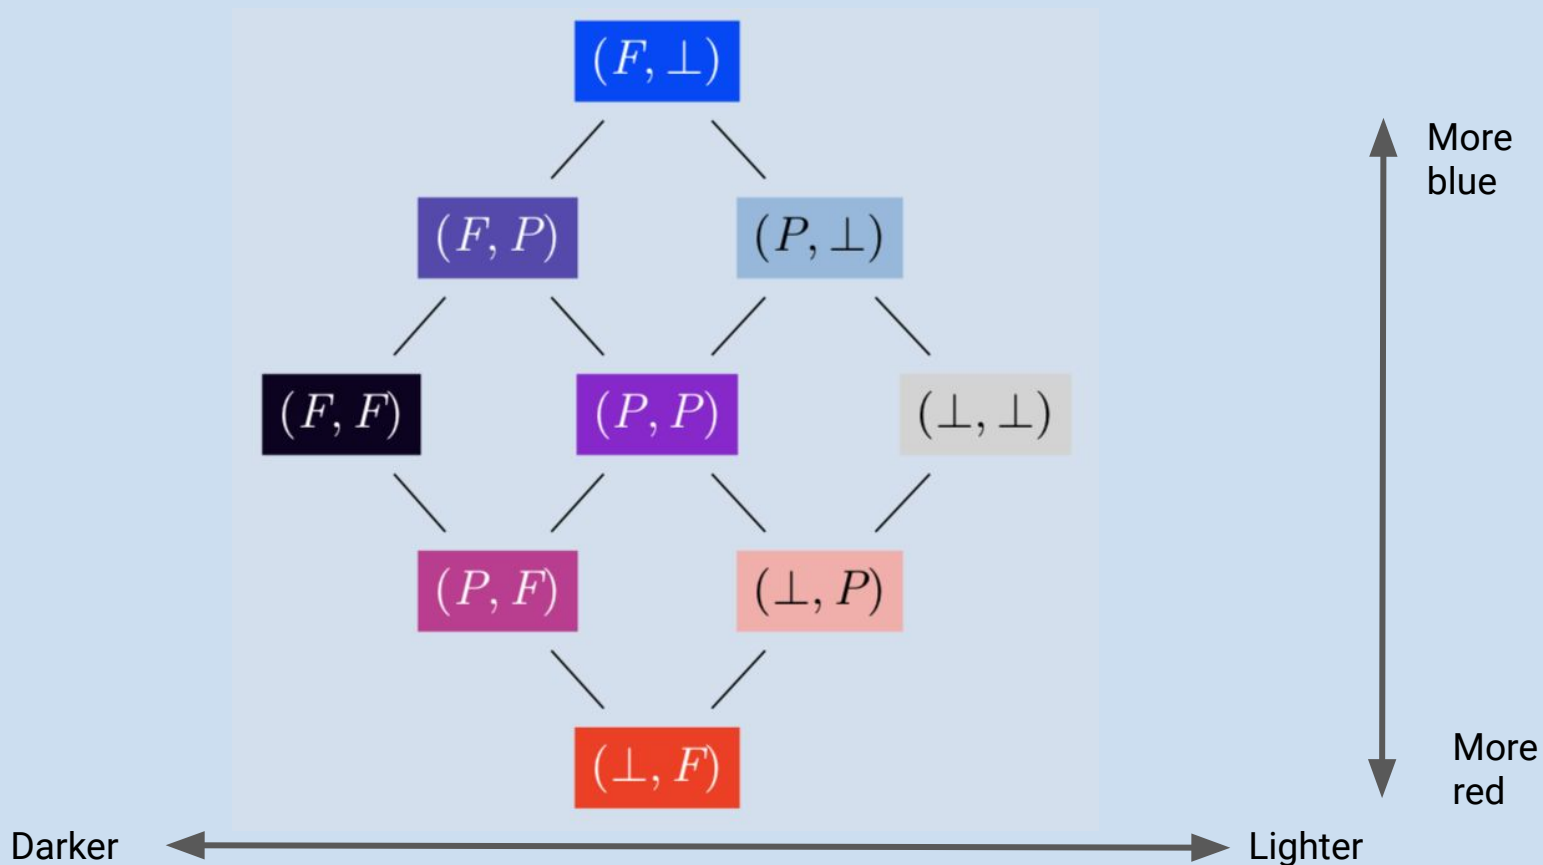 (F, ⊥)
More
blue
(F, P)
(P, ⊥)
(F, F)
(P, P)
(⊥, ⊥)
(P, F)
(⊥, P)
(⊥, F)
More
red
Darker
Lighter